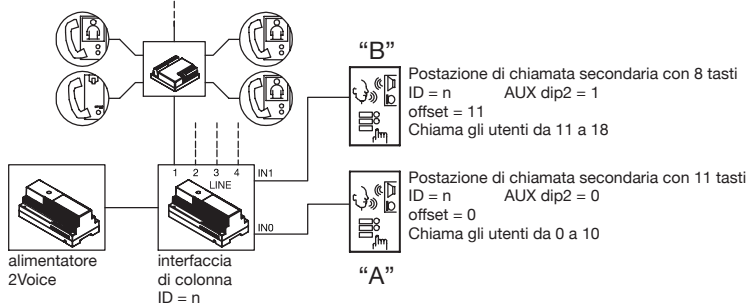 “B”
Postazione di chiamata secondaria con 8 tasti
ID = n AUX dip2 = 1
offset = 11
Chiama gli utenti da 11 a 18
1 2 3 4
LINE
IN1
IN0
Postazione di chiamata secondaria con 11 tasti
ID = n AUX dip2 = 0
offset = 0
Chiama gli utenti da 0 a 10
“A”
alimentatore
2Voice
interfaccia
di colonna
ID = n